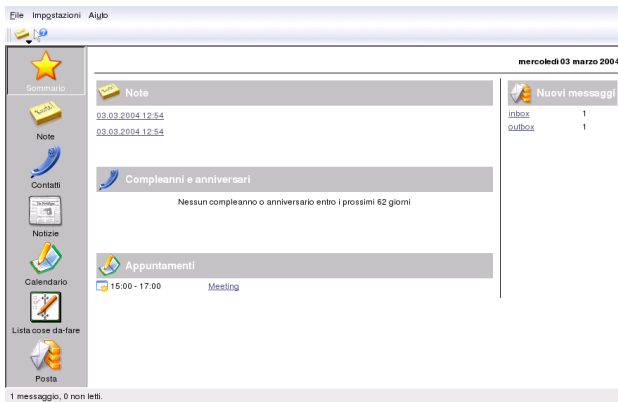 File Impostazioni Aiuto
mercoledì 03 marzo 2004
Sommario
Note
Contatti
Notizie
Calendario
Lista cose da-fare
Posta
Note
03.03.2004 12:54
03.03.2004 12:54
Compleanni e anniversari
Nessun compleanno o anniversario entro i prossimi 62 giorni
Appuntamenti
15:00 - 17:00 Meeting
Nuovi messaggi
inbox 1
outbox 1
1 messaggio, 0 non letti.